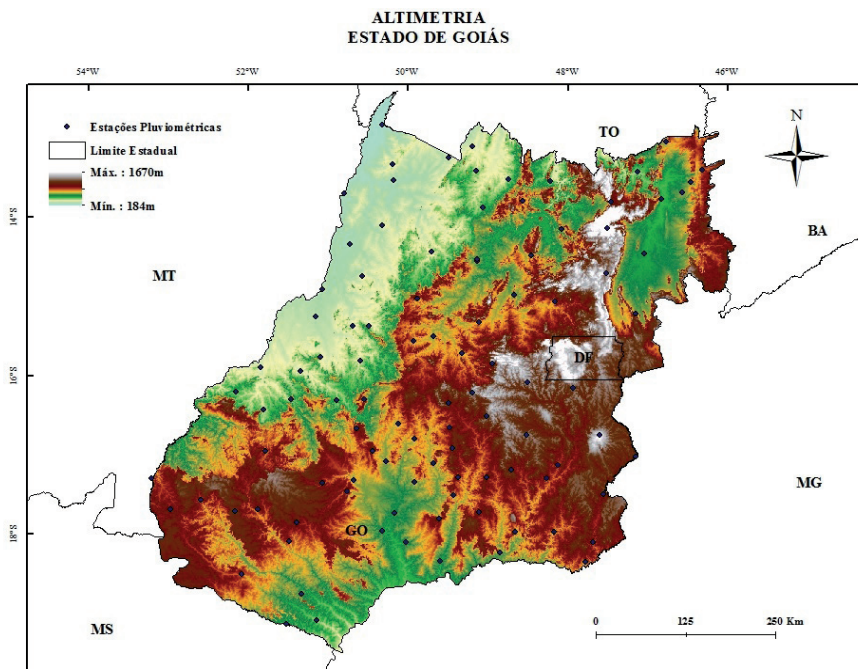 ALTIMETRIA
ESTADO DE GOIÁS
54°W
52°W
50°W
48°W
46°W
Estações Pluviométricas
Limite Estadual
Máx. : 1670m
Mín. : 184m
TO
N
14°S
BA
MT
DF
16°S
MG
GO
18°S
MS
0 125 250 Km